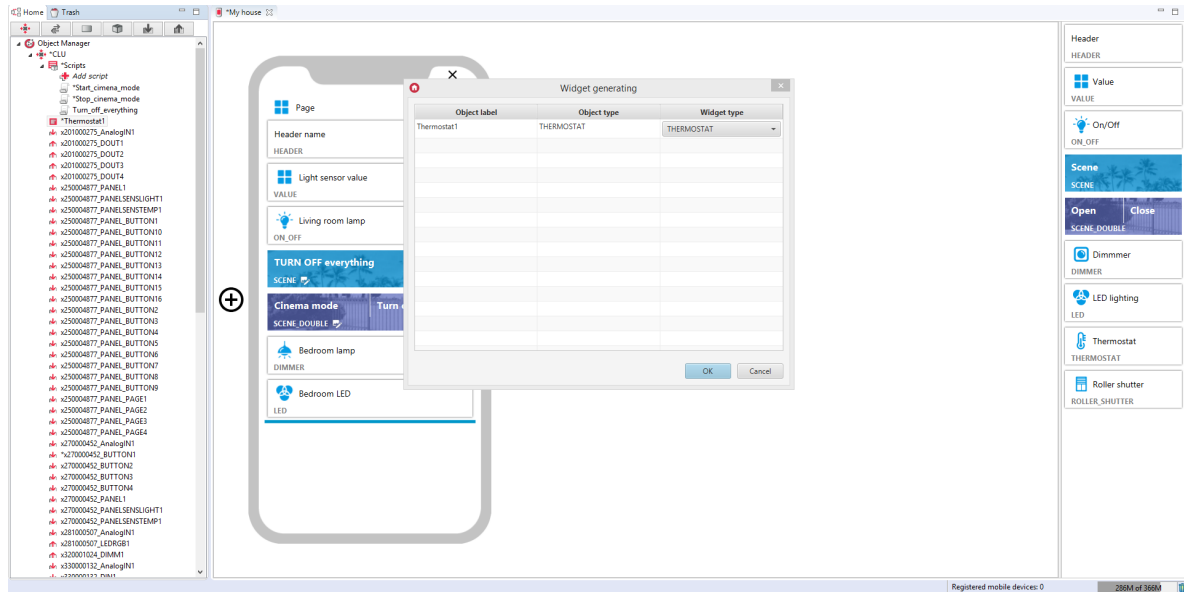 Home
Trash
*My house
Object Manager
*CLU
*Scripts
Add script
*Start_cimena_mode
*Stop_cinema_mode
Turn_off_everything
*Thermostat1
x201000275_AnalogIN1
x201000275_DOUT1
x201000275_DOUT2
x201000275_DOUT3
x201000275_DOUT4
x250004877_PANEL1
x250004877_PANELSENSLIGHT1
x250004877_PANELSENSTEMP1
x250004877_PANEL_BUTTON1
x250004877_PANEL_BUTTON10
x250004877_PANEL_BUTTON11
x250004877_PANEL_BUTTON12
x250004877_PANEL_BUTTON13
x250004877_PANEL_BUTTON14
x250004877_PANEL_BUTTON15
x250004877_PANEL_BUTTON16
x250004877_PANEL_BUTTON2
x250004877_PANEL_BUTTON3
x250004877_PANEL_BUTTON4
x250004877_PANEL_BUTTON5
x250004877_PANEL_BUTTON6
x250004877_PANEL_BUTTON7
x250004877_PANEL_BUTTON8
x250004877_PANEL_BUTTON9
x250004877_PANEL_PAGE1
x250004877_PANEL_PAGE2
x250004877_PANEL_PAGE3
x250004877_PANEL_PAGE4
x270000452_AnalogIN1
*x270000452_BUTTON1
x270000452_BUTTON2
x270000452_BUTTON3
x270000452_BUTTON4
x270000452_PANEL1
x270000452_PANELSENSLIGHT1
x270000452_PANELSENSTEMP1
x281000507_AnalogIN1
x281000507_LEDRGB1
x320001024_DIMM1
x330000132_AnalogIN1
x330000132_DIN1
Page
Header name
HEADER
Light sensor value
VALUE
Living room lamp
ON_OFF
TURN OFF everything
SCENE
Cinema mode
Turn
SCENE_DOUBLE
Bedroom lamp
DIMMER
Bedroom LED
LED
Widget generating
Object label
Object type
Widget type
Thermostat1
THERMOSTAT
THERMOSTAT
OK
Cancel
Header
HEADER
Value
VALUE
On/Off
ON_OFF
Scene
SCENE
Open
Close
SCENE_DOUBLE
Dimmmer
DIMMER
LED lighting
LED
Thermostat
THERMOSTAT
Roller shutter
ROLLER_SHUTTER
Registered mobile devices: 0
286M of 366M